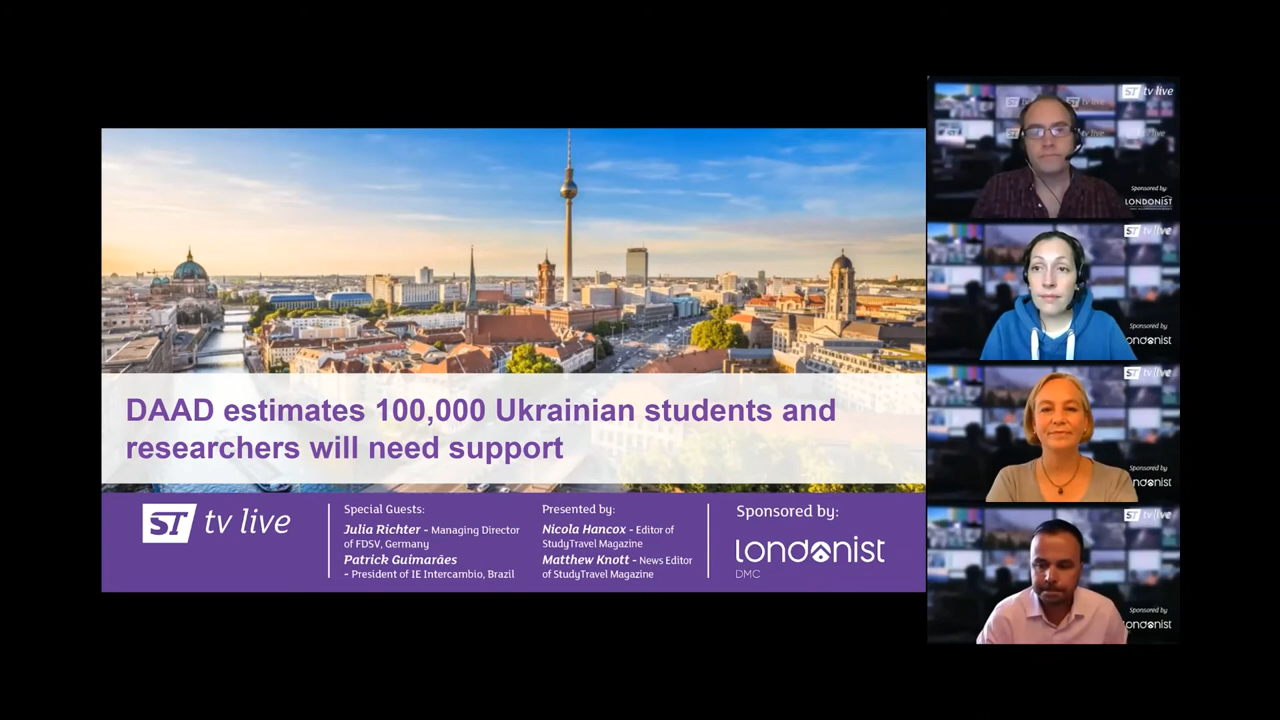 DAAD estimates 100,000 Ukrainian students and
researchers will need support
ST tv live
Special Guests:
Julia Richter - Managing Director
of FDSV, Germany
Patrick Guimarães
- President of IE Intercambio, Brazil
Presented by:
Nicola Hancox - Editor of
StudyTravel Magazine
Matthew Knott - News Editor
of StudyTravel Magazine
Sponsored by:
londonist
DMC
ST tv live
Sponsored by:
LONDONIST
ST tv live
Sponsored by
londonist
ST tv live
Sponsored by
londonist
ST tv live
Sponsored by
londonist